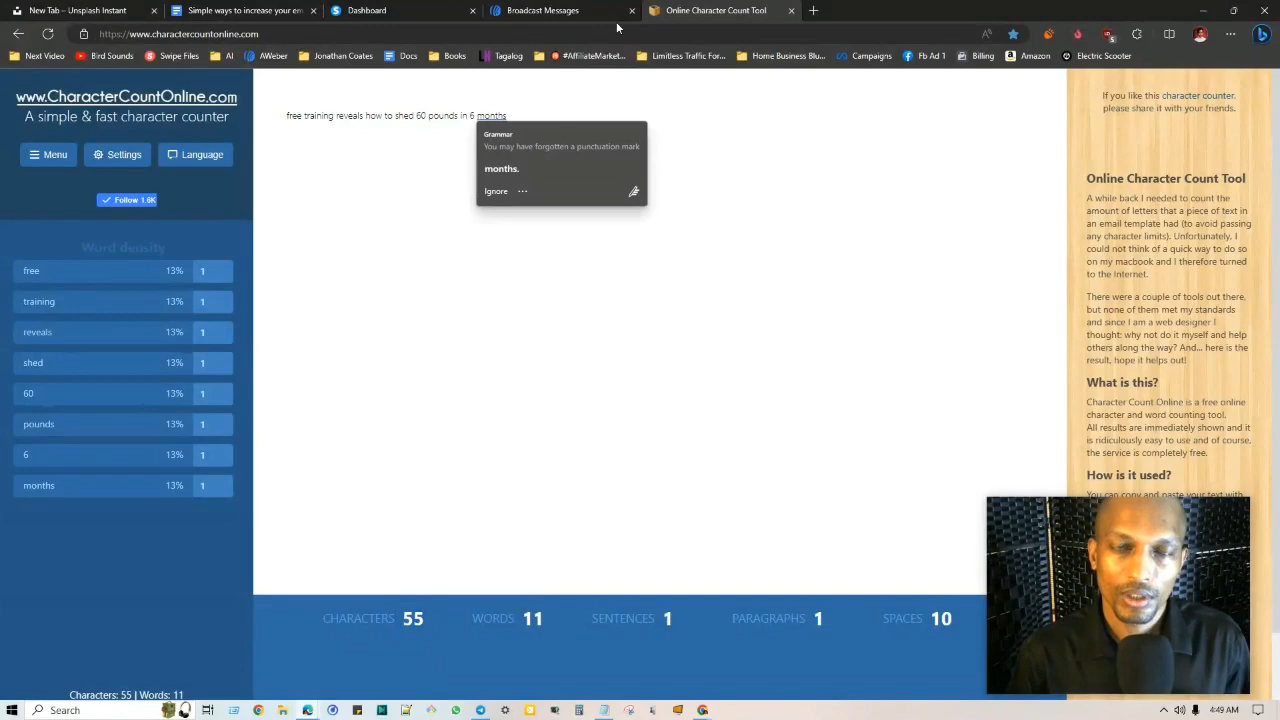 New Tab – Unsplash Instant
Simple ways to increase your em
Dashboard
Broadcast Messages
Online Character Count Tool
https://www.charactercountonline.com
New Video
Bird Sounds
Swipe Files
AI
AWeber
Jonathan Coates
Docs
Books
Tagalog
#AffiliateMarket...
Limitless Traffic For...
Home Business Blu...
Campaigns
Fb Ad 1
Billing
Amazon
Electric Scooter
www.CharacterCountOnline.com
A simple & fast character counter
Menu
Settings
Language
Follow 1.6K
Word density
free 13% 1
training 13% 1
reveals 13% 1
shed 13% 1
60 13% 1
pounds 13% 1
6 13% 1
months 13% 1
Characters: 55 | Words: 11
free training reveals how to shed 60 pounds in 6 months
Grammar
You may have forgotten a punctuation mark
months.
Ignore ...
CHARACTERS 55
WORDS 11
SENTENCES 1
PARAGRAPHS 1
SPACES 10
If you like this character counter,
please share it with your friends.
Online Character Count Tool
A while back I needed to count the
amount of letters that a piece of text in
an email template had (to avoid passing
any character limits). Unfortunately, I
could not think of a quick way to do so
on my macbook and I therefore turned
to the Internet.
There were a couple of tools out there,
but none of them met my standards
and since I am a web designer I
thought: why not do it myself and help
others along the way? And... here is the
result, hope it helps out!
What is this?
Character Count Online is a free online
character and word counting tool.
All results are immediately shown and it
is ridiculously easy to use and of course,
the service is completely free.
How is it used?
You can copy and paste your text with
Search
4:49 AM